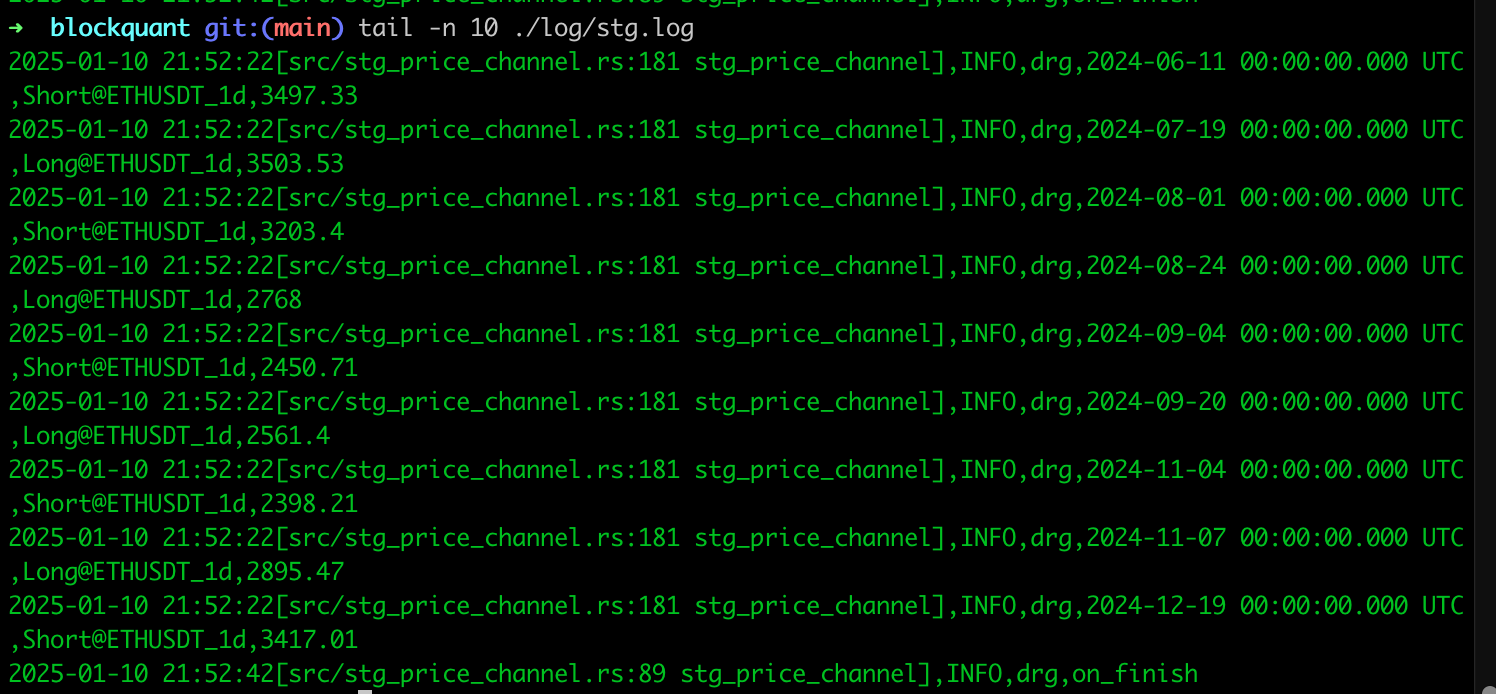 ➜  blockquant git:(main) tail -n 10 ./log/stg.log
2025-01-10 21:52:22[src/stg_price_channel.rs:181 stg_price_channel],INFO,drg,2024-06-11 00:00:00.000 UTC
,Short@ETHUSDT_1d,3497.33
2025-01-10 21:52:22[src/stg_price_channel.rs:181 stg_price_channel],INFO,drg,2024-07-19 00:00:00.000 UTC
,Long@ETHUSDT_1d,3503.53
2025-01-10 21:52:22[src/stg_price_channel.rs:181 stg_price_channel],INFO,drg,2024-08-01 00:00:00.000 UTC
,Short@ETHUSDT_1d,3203.4
2025-01-10 21:52:22[src/stg_price_channel.rs:181 stg_price_channel],INFO,drg,2024-08-24 00:00:00.000 UTC
,Long@ETHUSDT_1d,2768
2025-01-10 21:52:22[src/stg_price_channel.rs:181 stg_price_channel],INFO,drg,2024-09-04 00:00:00.000 UTC
,Short@ETHUSDT_1d,2450.71
2025-01-10 21:52:22[src/stg_price_channel.rs:181 stg_price_channel],INFO,drg,2024-09-20 00:00:00.000 UTC
,Long@ETHUSDT_1d,2561.4
2025-01-10 21:52:22[src/stg_price_channel.rs:181 stg_price_channel],INFO,drg,2024-11-04 00:00:00.000 UTC
,Short@ETHUSDT_1d,2398.21
2025-01-10 21:52:22[src/stg_price_channel.rs:181 stg_price_channel],INFO,drg,2024-11-07 00:00:00.000 UTC
,Long@ETHUSDT_1d,2895.47
2025-01-10 21:52:22[src/stg_price_channel.rs:181 stg_price_channel],INFO,drg,2024-12-19 00:00:00.000 UTC
,Short@ETHUSDT_1d,3417.01
2025-01-10 21:52:42[src/stg_price_channel.rs:89 stg_price_channel],INFO,drg,on_finish